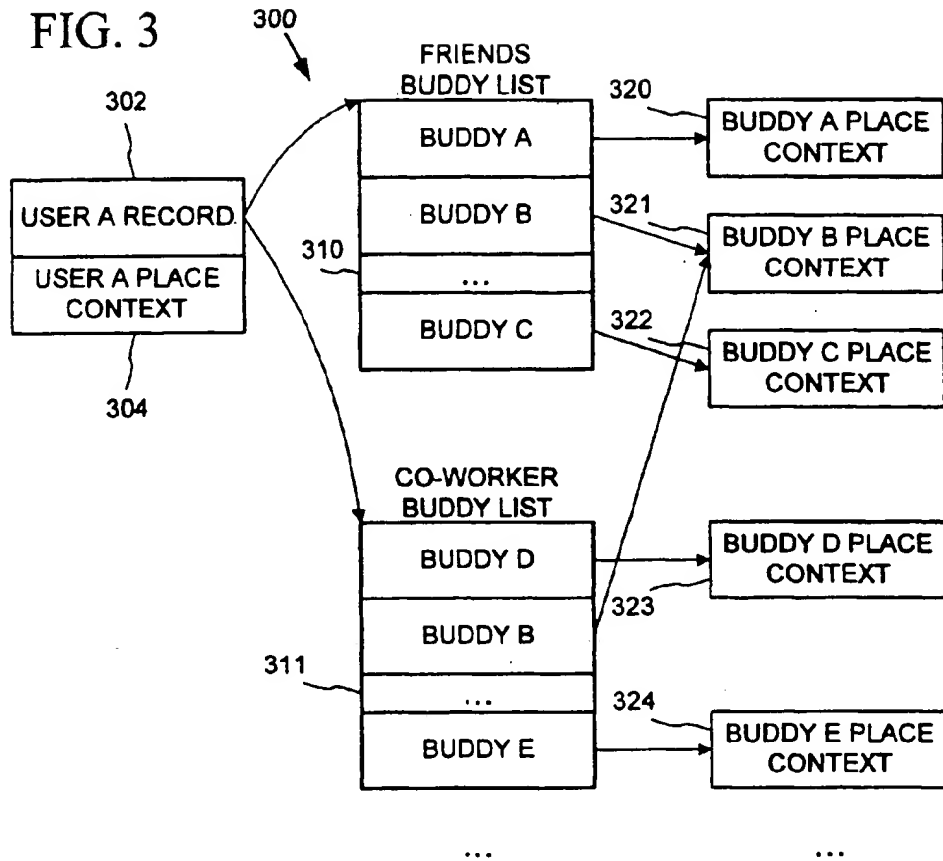 FIG. 3
300
302
USER A RECORD
USER A PLACE
CONTEXT
304
FRIENDS
BUDDY LIST
BUDDY A
BUDDY B
310
...
BUDDY C
320
BUDDY A PLACE
CONTEXT
321
BUDDY B PLACE
CONTEXT
322
BUDDY C PLACE
CONTEXT
CO-WORKER
BUDDY LIST
BUDDY D
BUDDY B
311
...
BUDDY E
BUDDY D PLACE
CONTEXT
323
324
BUDDY E PLACE
CONTEXT
...
...